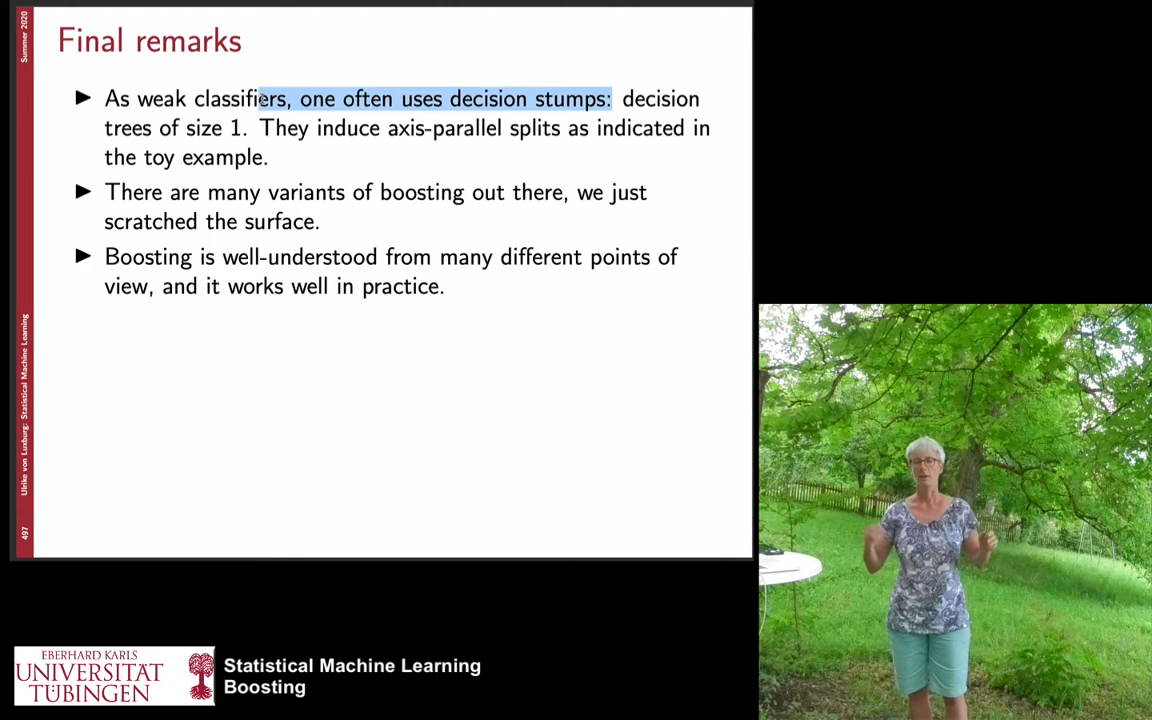 Summer 2020
Final remarks
▶ As weak classifiers, one often uses decision stumps: decision
trees of size 1. They induce axis-parallel splits as indicated in
the toy example.
▶ There are many variants of boosting out there, we just
scratched the surface.
▶ Boosting is well-understood from many different points of
view, and it works well in practice.
Ulrike von Luxburg: Statistical Machine Learning
497
EBERHARD KARLS
UNIVERSITÄT
TÜBINGEN
Statistical Machine Learning
Boosting